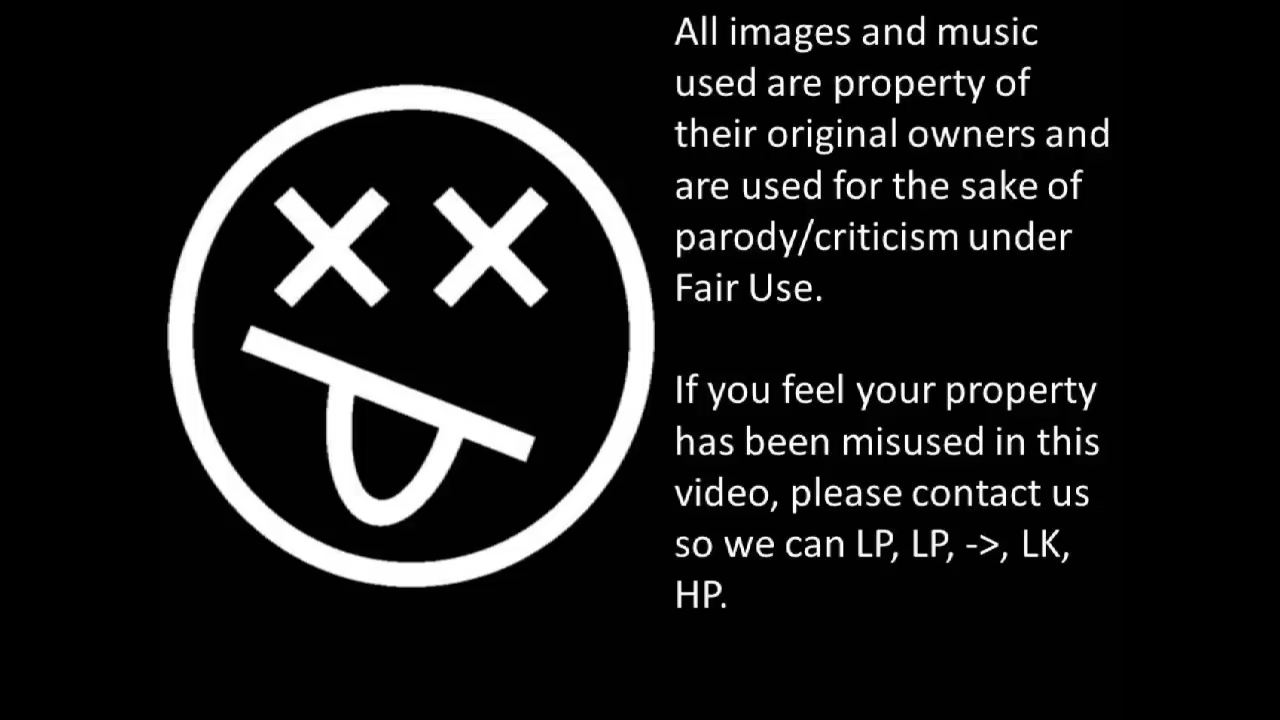 All images and music
used are property of
their original owners and
are used for the sake of
parody/criticism under
Fair Use.
If you feel your property
has been misused in this
video, please contact us
so we can LP, LP, ->, LK,
HP.